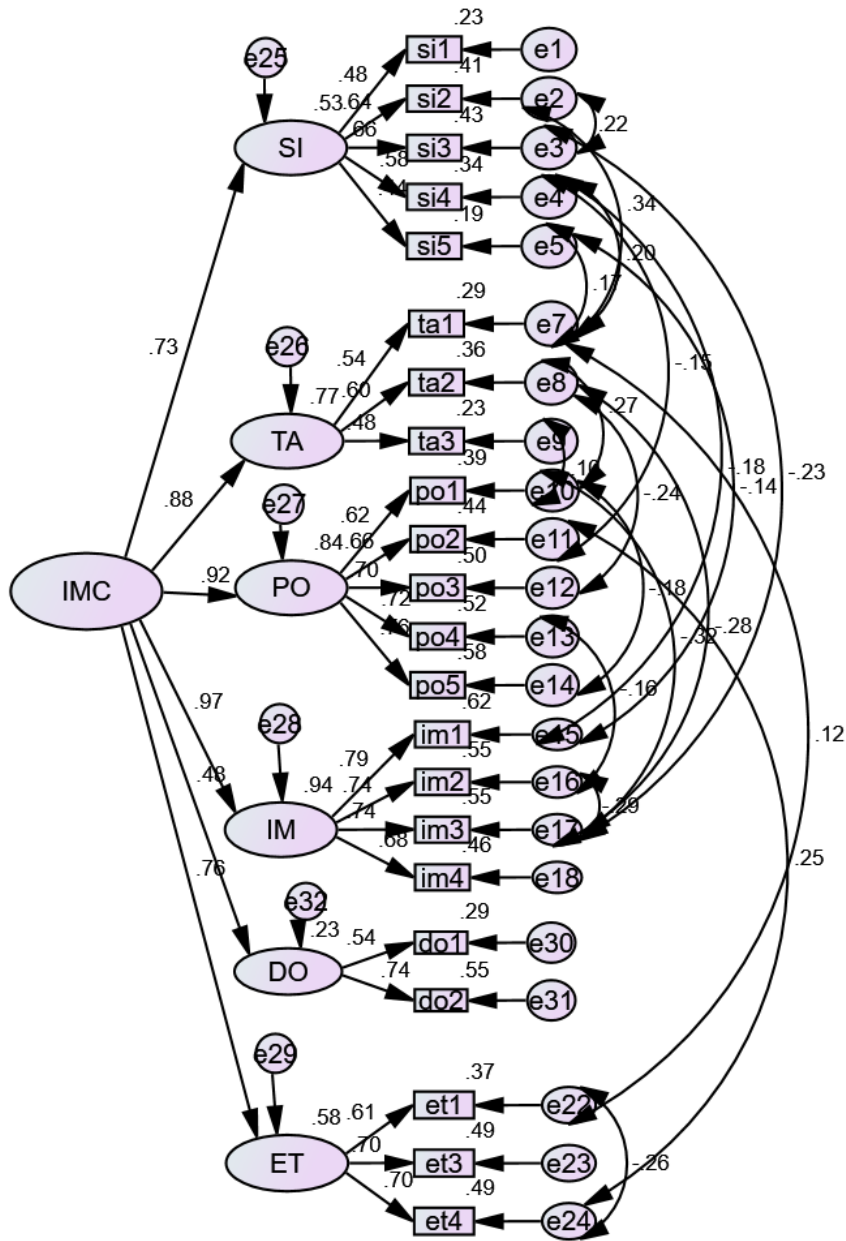 .23
e25 si1 e1
.48 .41
.53 .64 si2 e2
.43 .22
SI .66 si3 e3
.58 .34
.44 si4 e4 .34
.19
si5 e5 .20
.17
.29
e26 ta1 e7
.73 .54 .36 -.15
.77 .60 ta2 e8 .27
.23
TA .48 ta3 e9
.39 .16 -.18 -.23
e27 po1 e10 -.24 -.14
.88 .62 .44
.84 .66 po2 e11
.50
IMC .92 PO .70 po3 e12 -.18
.72 .52
.76 po4 e13 -.32 -.28
.58
po5 e14 -.16
.97 .62
e28 im1 e15 .12
.79 .55
.48 .94 .74 im2 e16
.55 -.29
IM .74 im3 e17
.68 .46 .25
.76 im4 e18
e32 .29
.23 .54 do1 e30
DO .55
.74 do2 e31
e29
.37
.58 .61 et1 e22
.49
ET .70 et3 e23 -.26
.70 .49
et4 e24